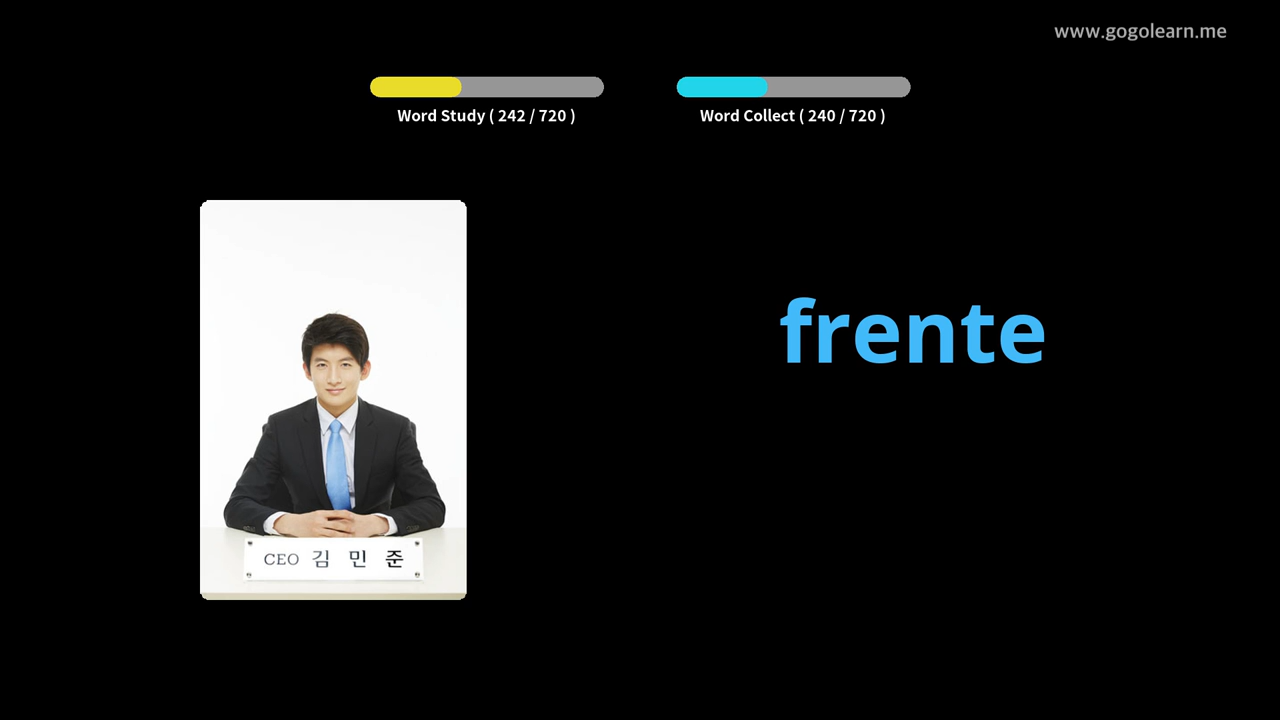 www.gogolearn.me
Word Study ( 242 / 720 )
Word Collect ( 240 / 720 )
frente
CEO 김 민 준